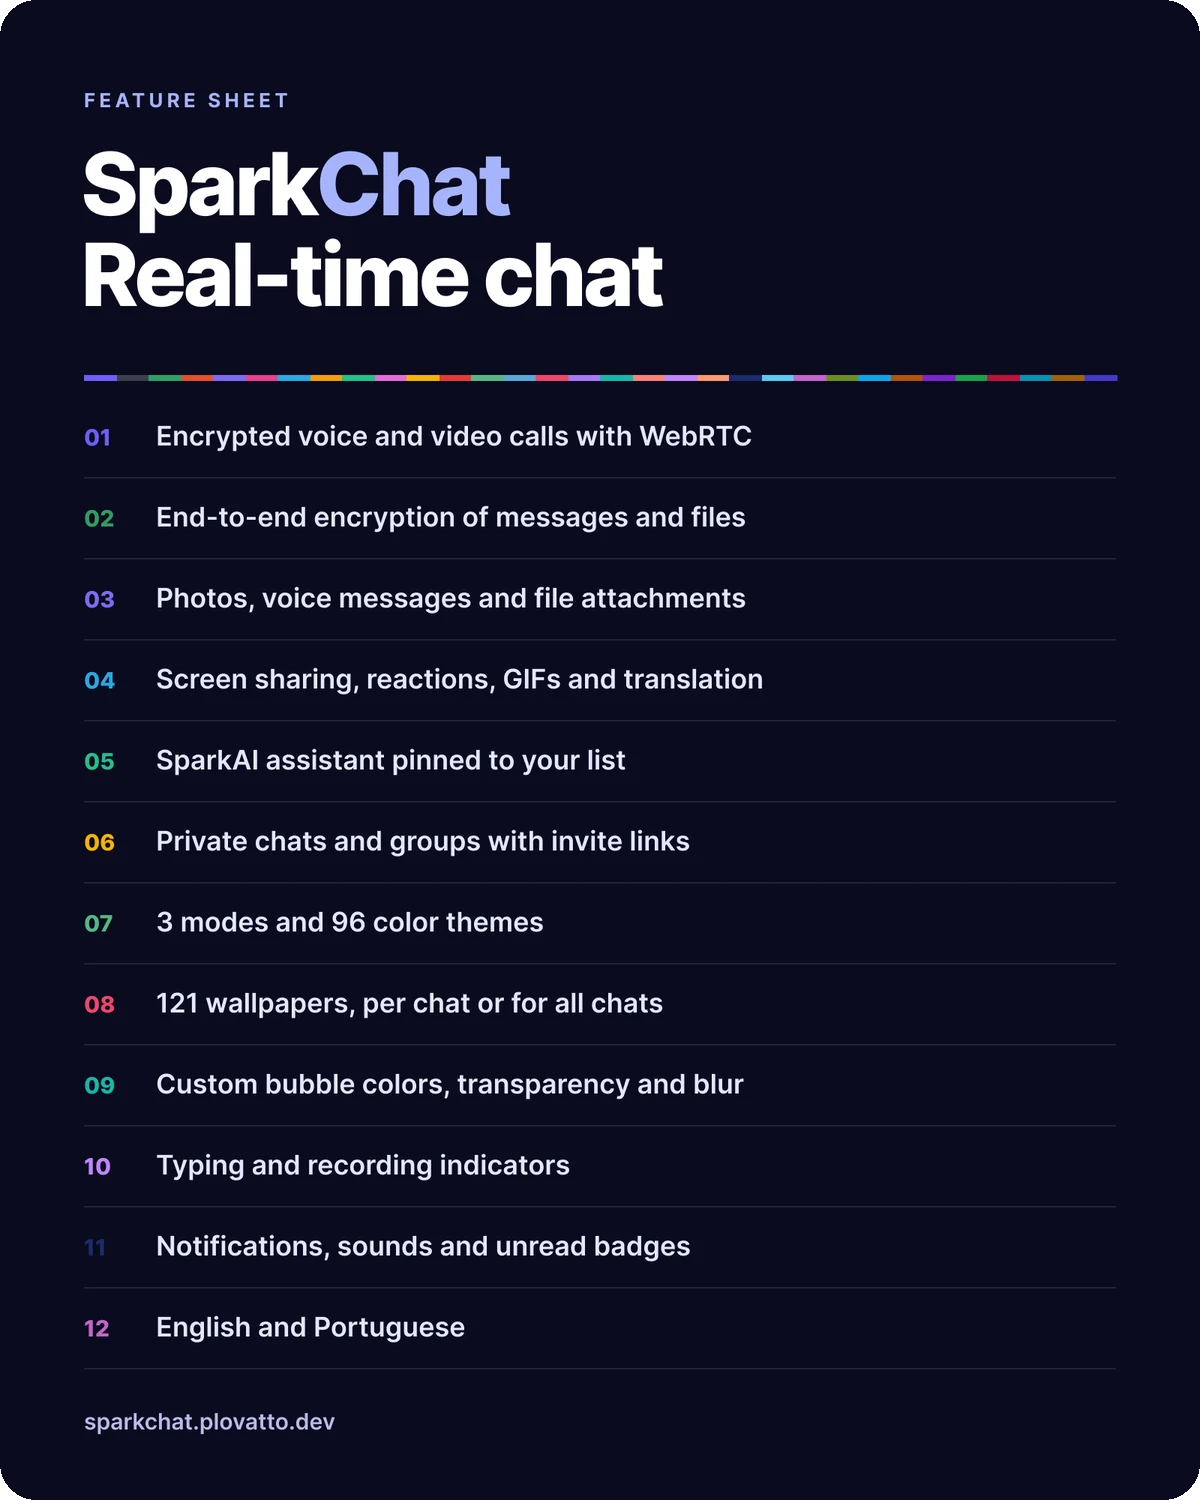 FEATURE SHEET
SparkChat
Real-time chat
01 Encrypted voice and video calls with WebRTC
02 End-to-end encryption of messages and files
03 Photos, voice messages and file attachments
04 Screen sharing, reactions, GIFs and translation
05 SparkAI assistant pinned to your list
06 Private chats and groups with invite links
07 3 modes and 96 color themes
08 121 wallpapers, per chat or for all chats
09 Custom bubble colors, transparency and blur
10 Typing and recording indicators
11 Notifications, sounds and unread badges
12 English and Portuguese
sparkchat.plovatto.dev